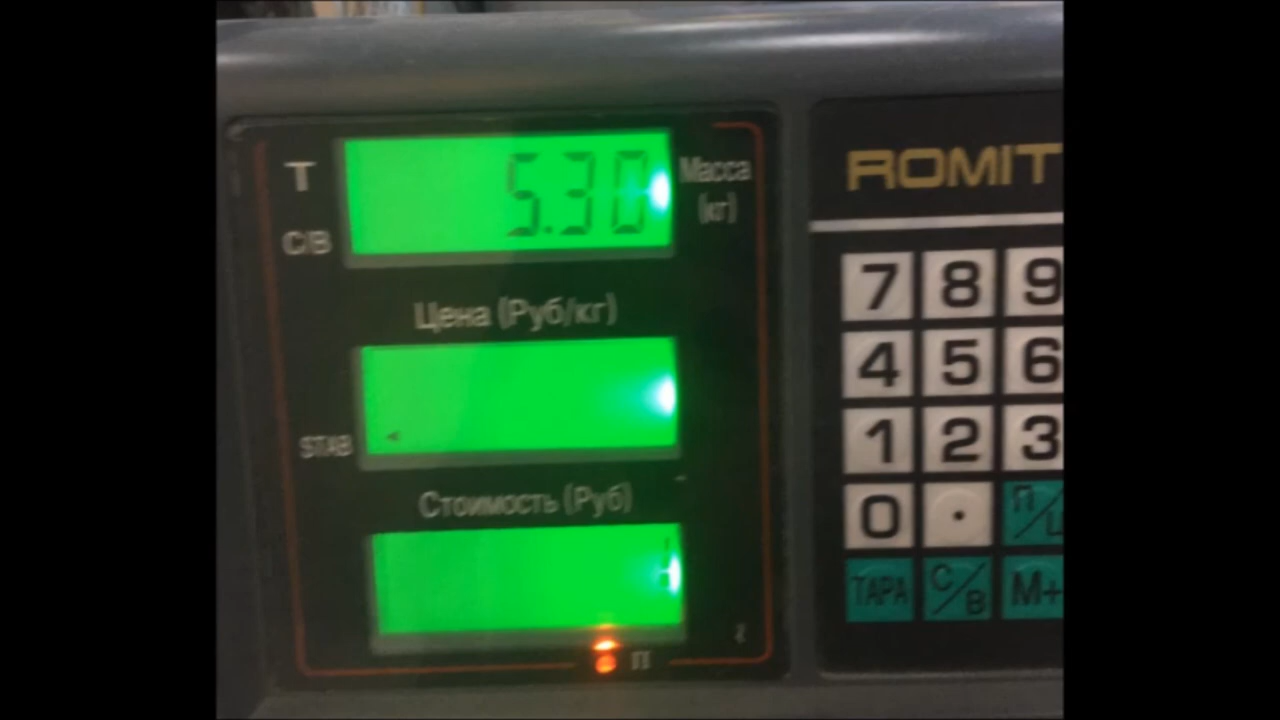 T
5.30
Масса
(кг)
С/В
Цена (Руб/кг)
STAB
Стоимость (Руб)
П
ROMIT
7 8 9
4 5 6
1 2 3
0 . П/Ц
ТАРА С/В М+